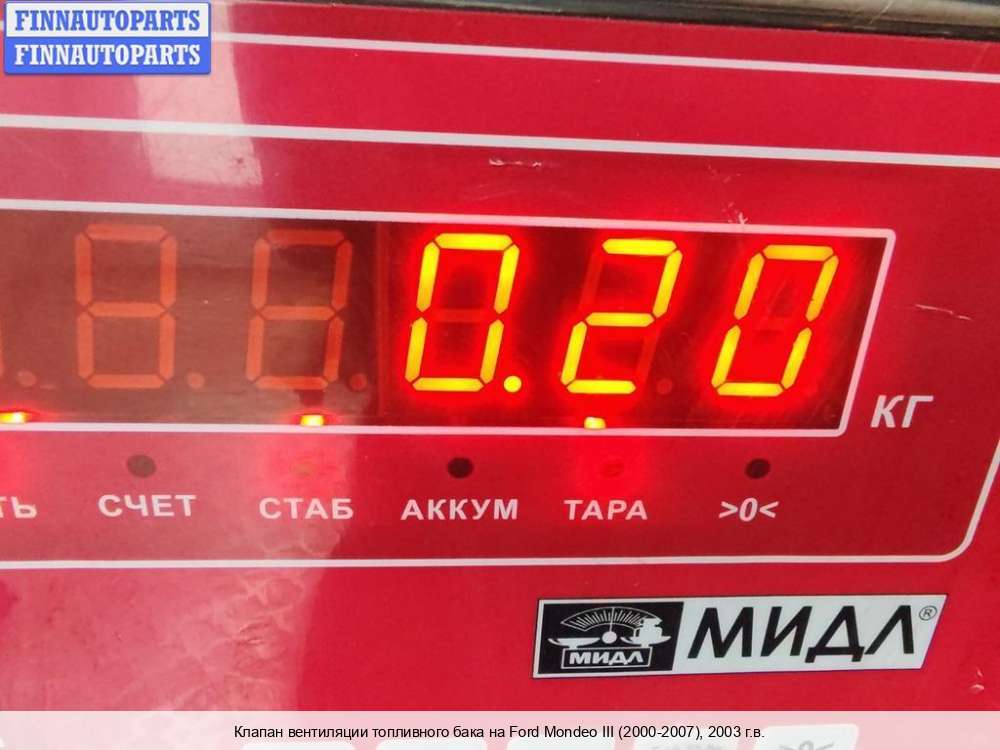 FINNAUTOPARTS
FINNAUTOPARTS
0.20
КГ
ТЬ СЧЕТ СТАБ АККУМ ТАРА >0<
МИДЛ МИДЛ®
Клапан вентиляции топливного бака на Ford Mondeo III (2000-2007), 2003 г.в.